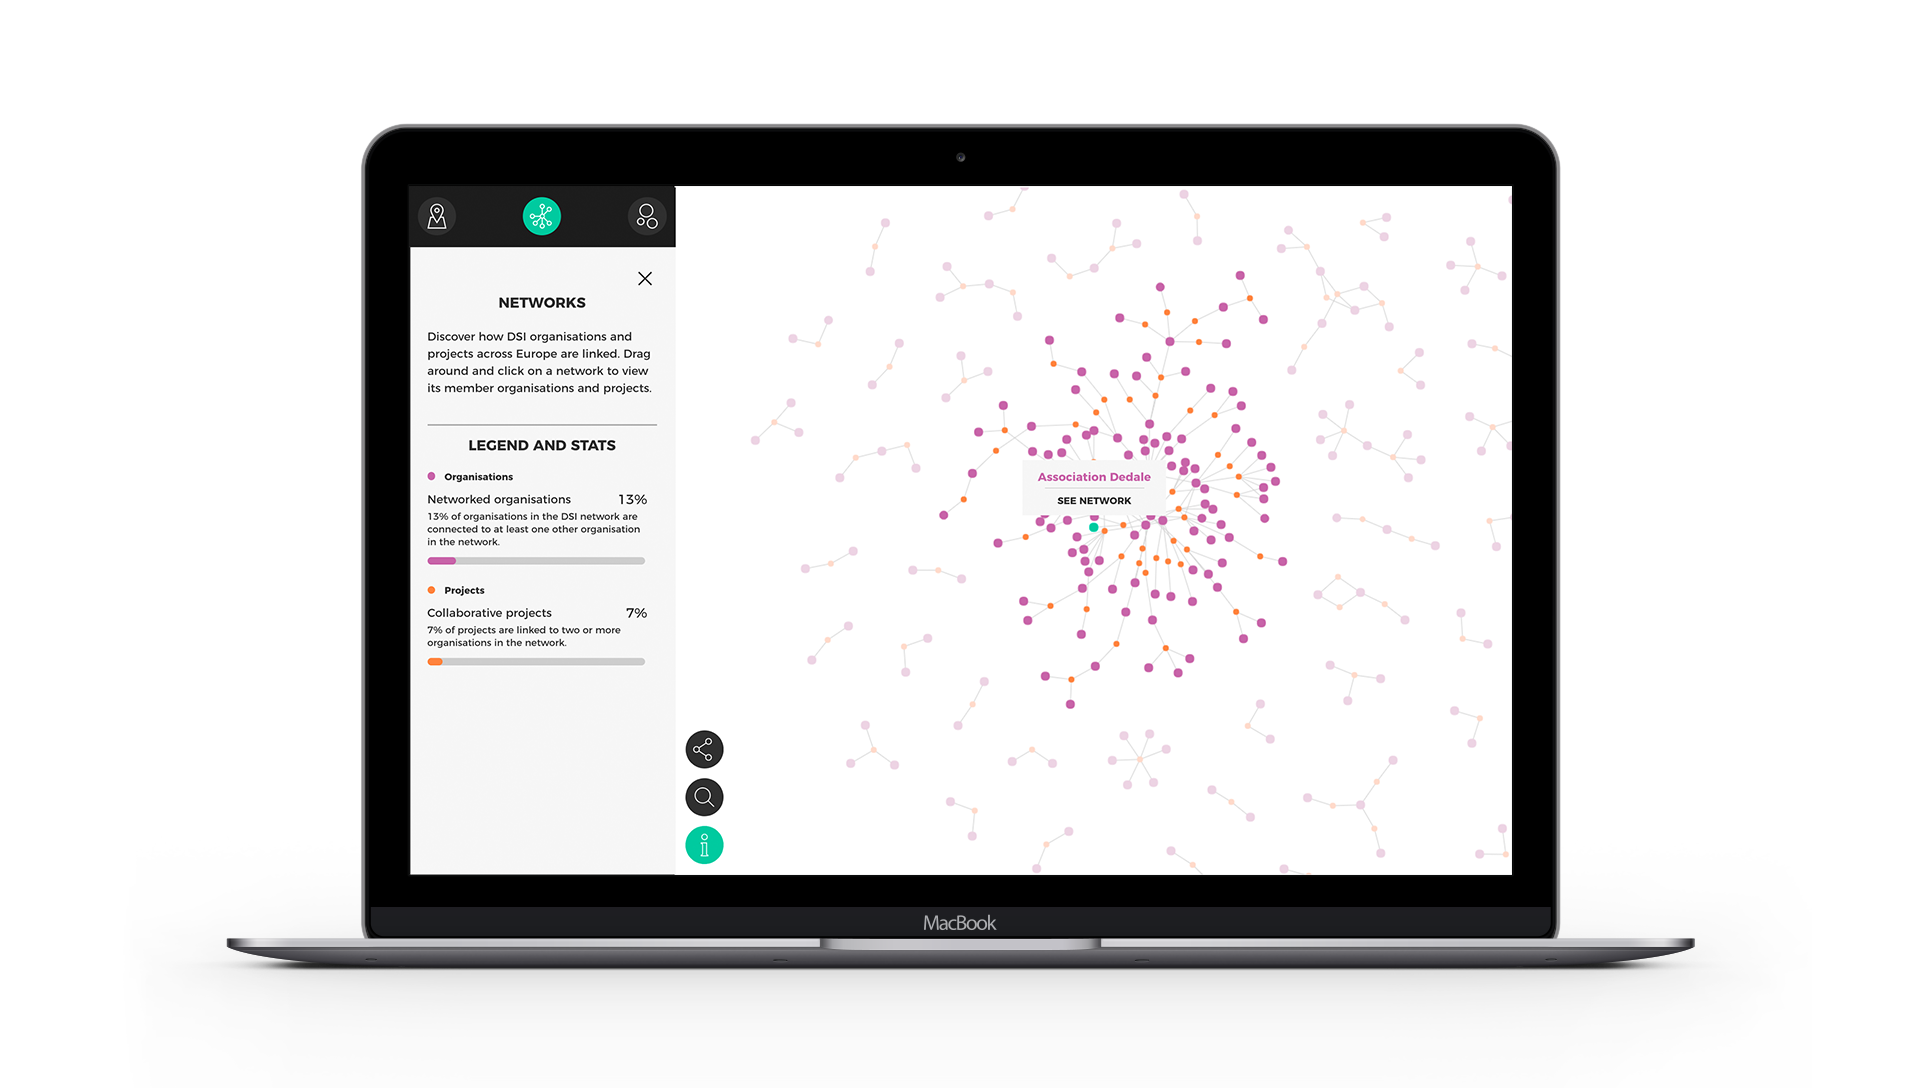 NETWORKS
Discover how DSI organisations and
projects across Europe are linked. Drag
around and click on a network to view
its member organisations and projects.
LEGEND AND STATS
Organisations
Networked organisations 13%
13% of organisations in the DSI network are
connected to at least one other organisation
in the network.
Projects
Collaborative projects 7%
7% of projects are linked to two or more
organisations in the network.
Association Dedale
SEE NETWORK
MacBook